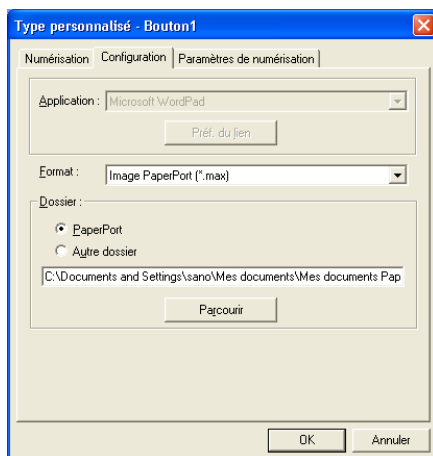 Type personnalisé - Bouton1
Numérisation Configuration Paramètres de numérisation
Application : Microsoft WordPad
Préf. du lien
Format : Image PaperPort (*.max)
Dossier :
PaperPort
Autre dossier
C:\Documents and Settings\sano\Mes documents\Mes documents Pap
Parcourir
OK Annuler